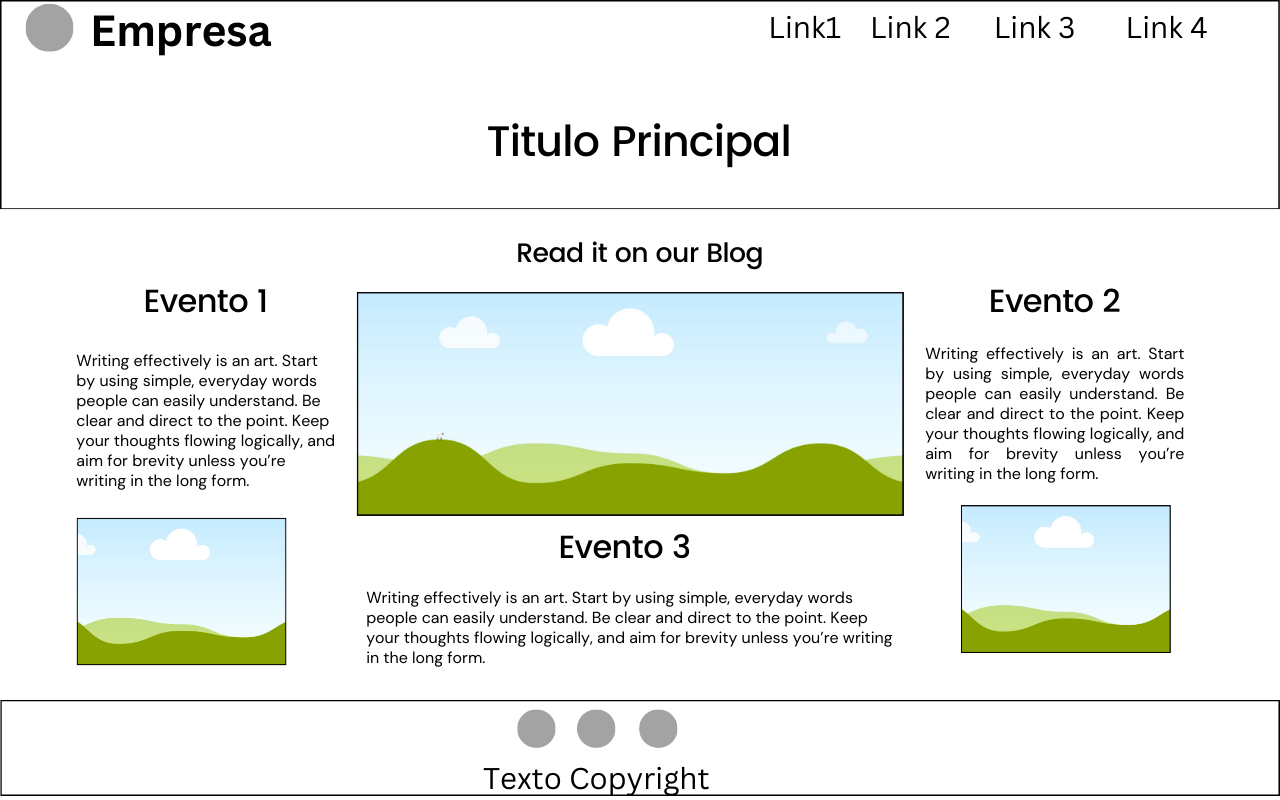 Empresa
Link1 Link 2 Link 3 Link 4
Titulo Principal
Read it on our Blog
Evento 1
Writing effectively is an art. Start
by using simple, everyday words
people can easily understand. Be
clear and direct to the point. Keep
your thoughts flowing logically, and
aim for brevity unless you’re
writing in the long form.
Evento 3
Writing effectively is an art. Start by using simple, everyday words
people can easily understand. Be clear and direct to the point. Keep
your thoughts flowing logically, and aim for brevity unless you’re writing
in the long form.
Evento 2
Writing effectively is an art. Start
by using simple, everyday words
people can easily understand. Be
clear and direct to the point. Keep
your thoughts flowing logically, and
aim for brevity unless you’re
writing in the long form.
Texto Copyright